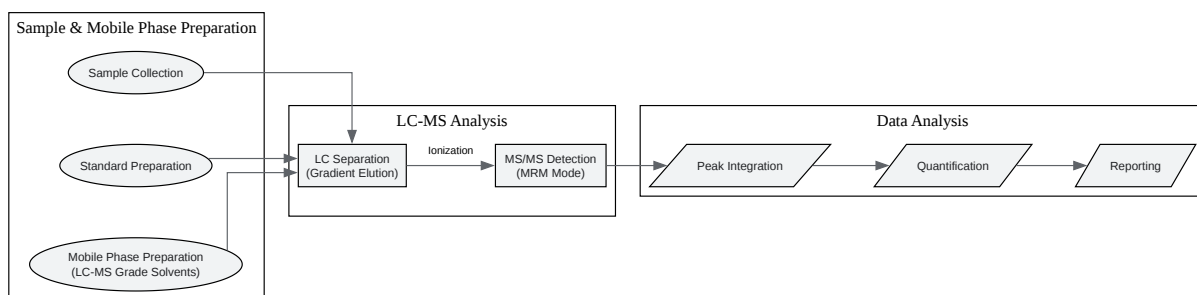 Sample & Mobile Phase Preparation
Sample Collection
Standard Preparation
Mobile Phase Preparation
(LC-MS Grade Solvents)
LC-MS Analysis
LC Separation
(Gradient Elution)
Ionization
MS/MS Detection
(MRM Mode)
Data Analysis
Peak Integration
Quantification
Reporting